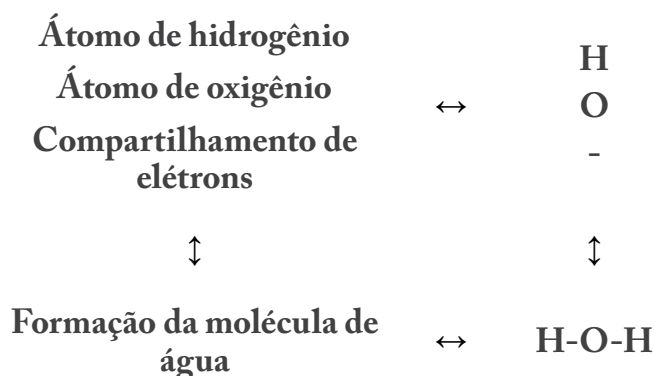 Átomo de hidrogênio
Átomo de oxigênio
Compartilhamento de
elétrons
↔
H
O
-
↕
↕
Formação da molécula de
água
↔
H-O-H